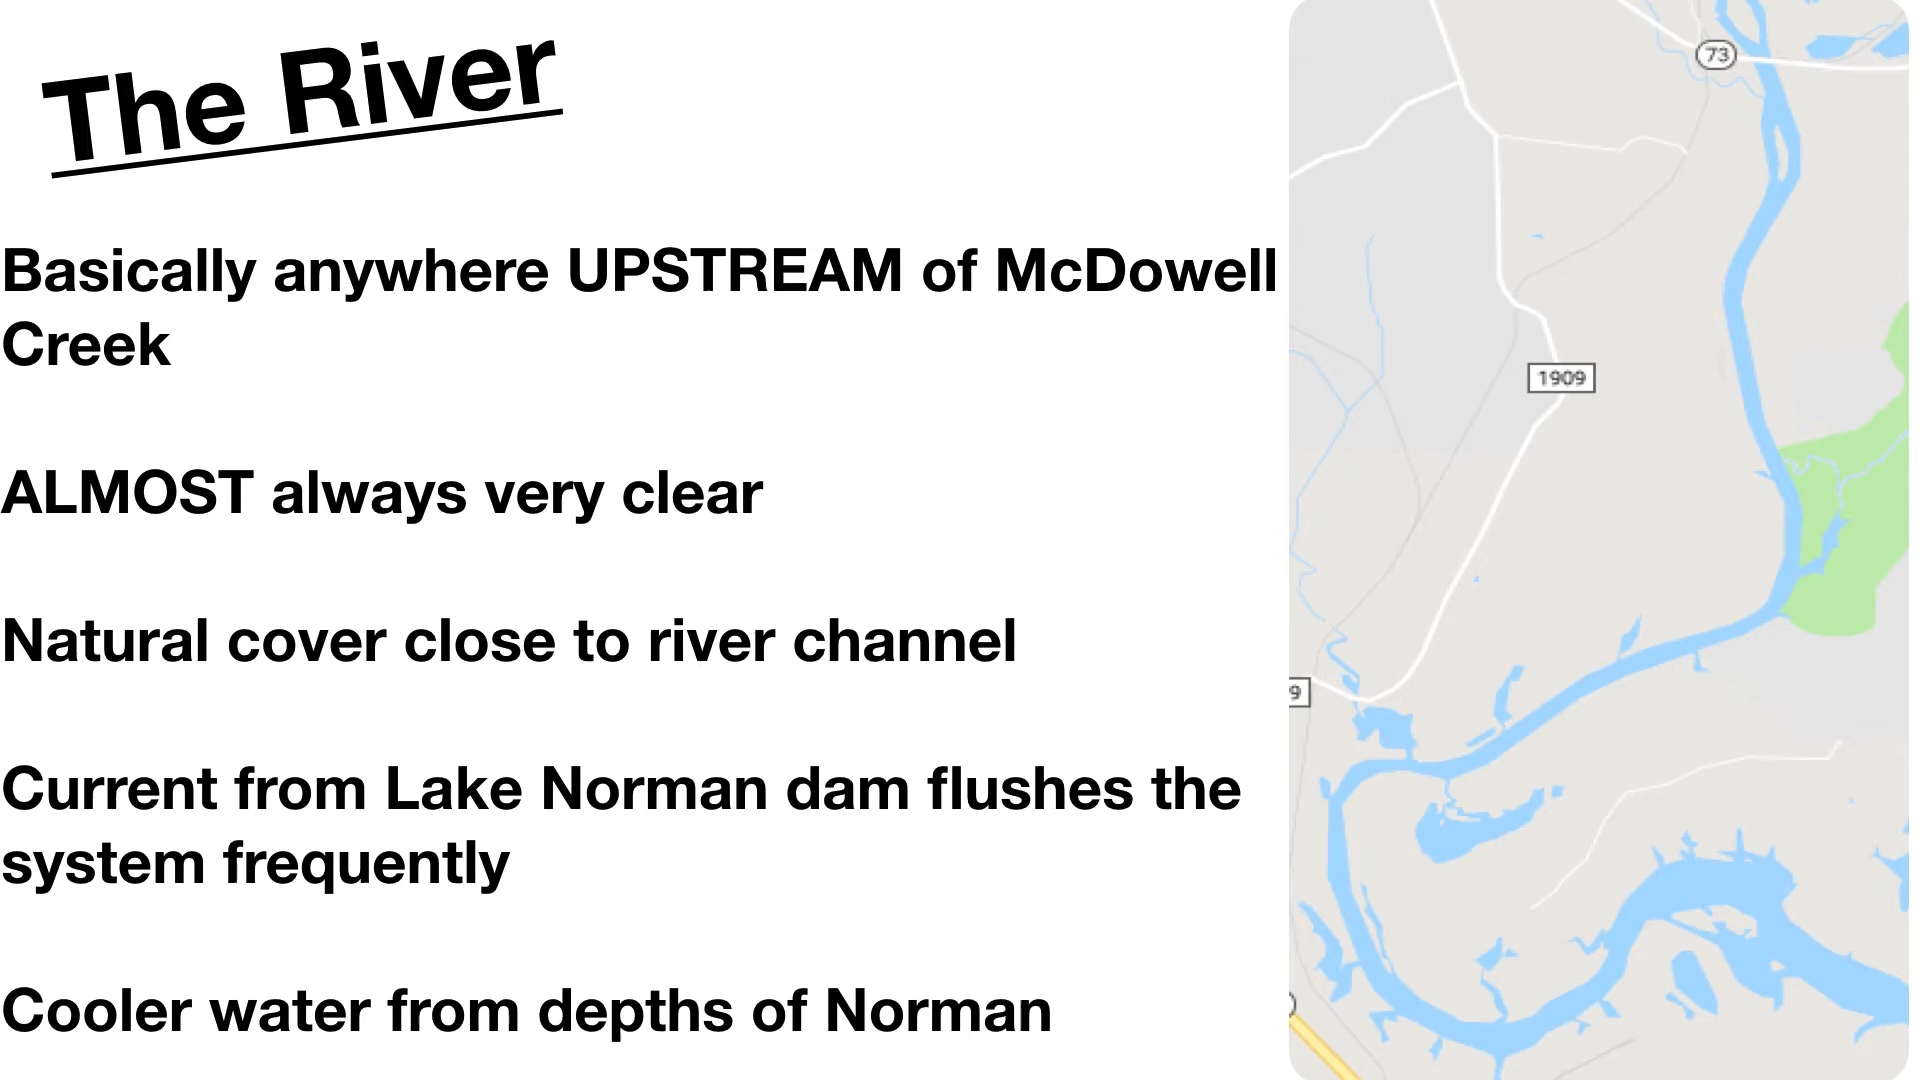 The River
Basically anywhere UPSTREAM of McDowell
Creek
ALMOST always very clear
Natural cover close to river channel
Current from Lake Norman dam flushes the
system frequently
Cooler water from depths of Norman
73
1909
9